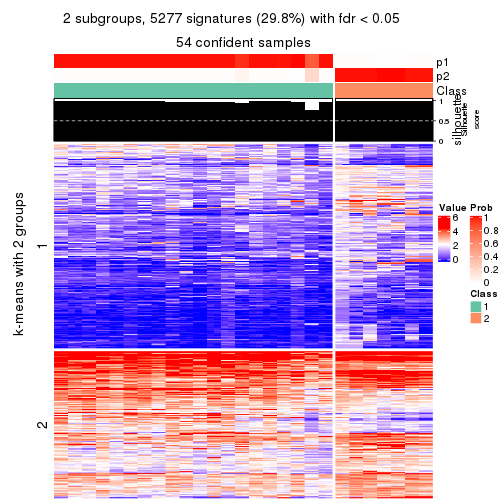 2 subgroups, 5277 signatures (29.8%) with fdr < 0.05
54 confident samples
p1
p2
Class
silhouette
Silhouette
score
1
0.5
0
k-means with 2 groups
1
2
Value
6
4
2
0
Prob
1
0.8
0.6
0.4
0.2
0
Class
1
2